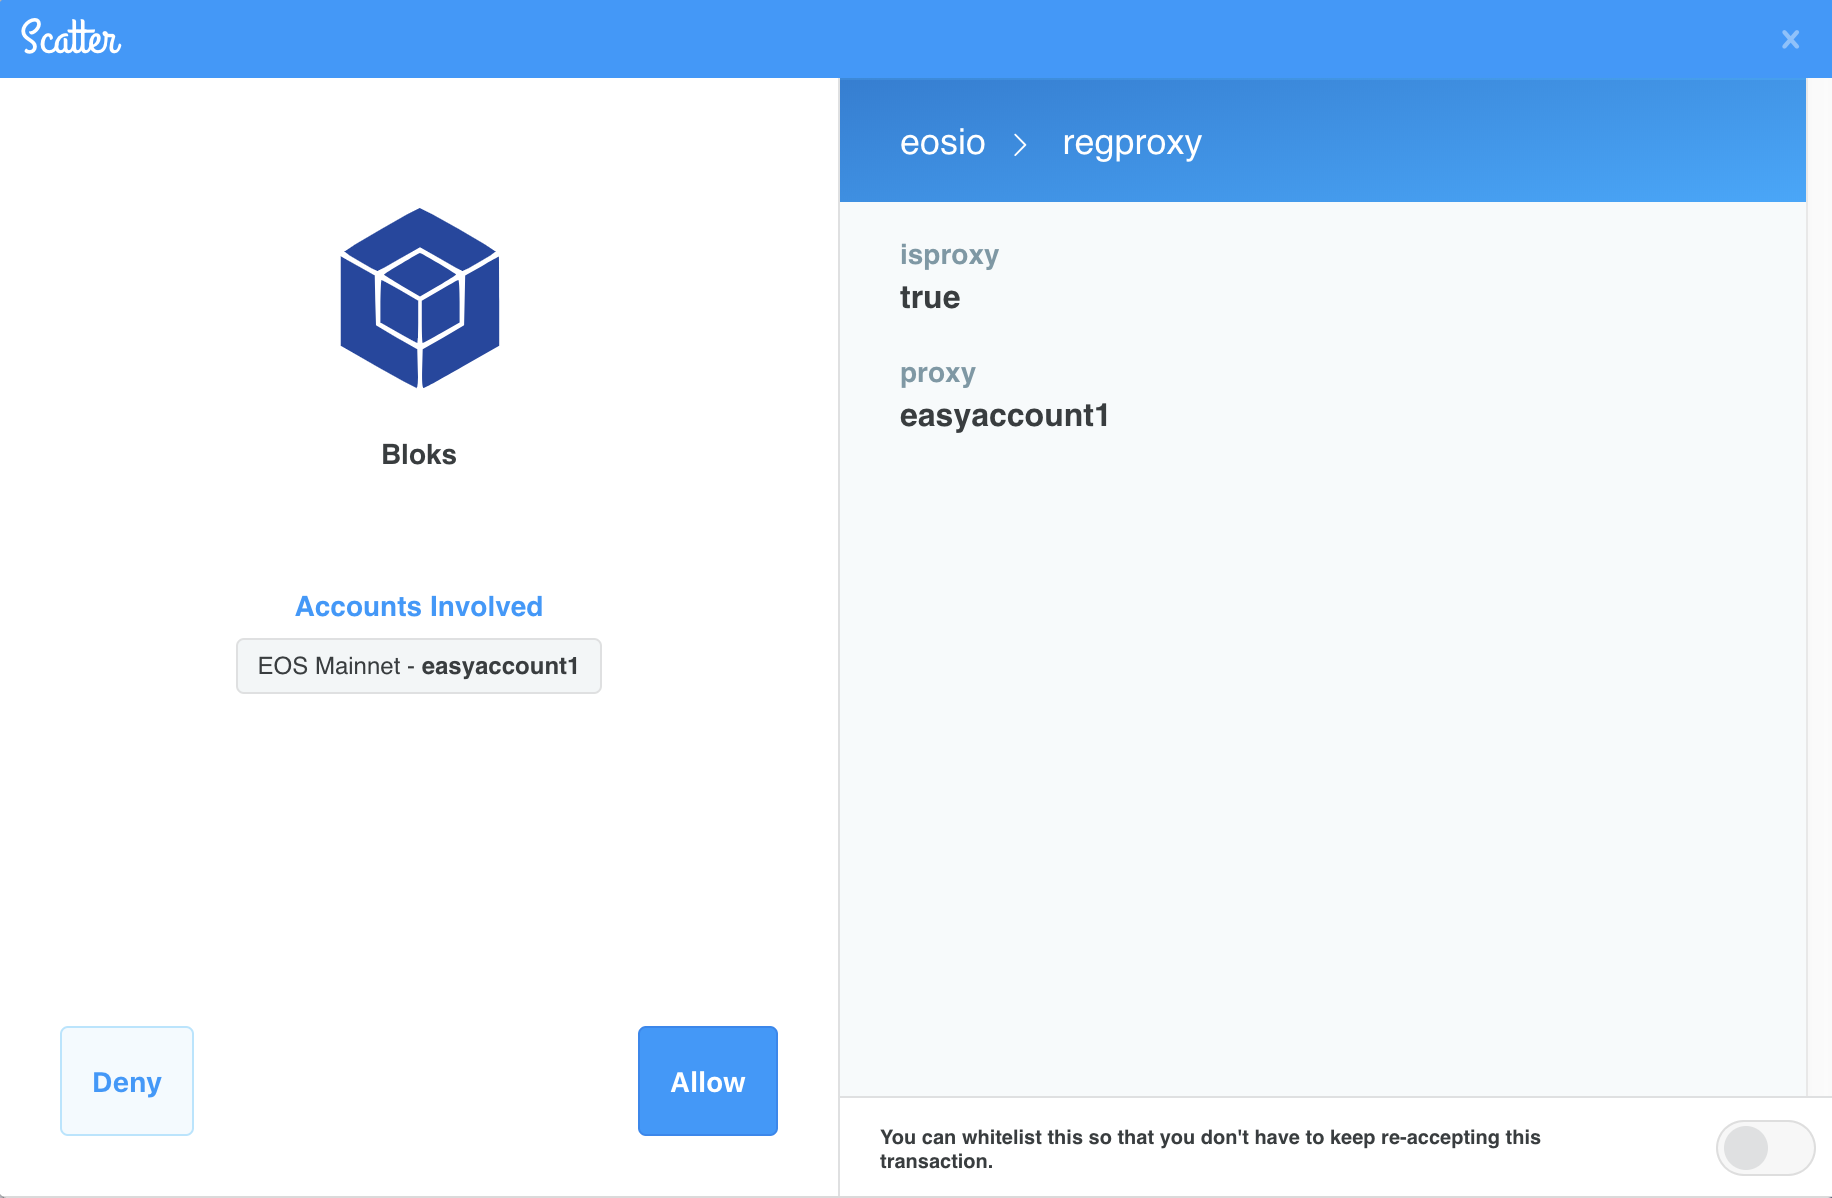 Scatter
Bloks
Accounts Involved
EOS Mainnet - easyaccount1
Deny
Allow
eosio > regproxy
isproxy
true
proxy
easyaccount1
You can whitelist this so that you don't have to keep re-accepting this
transaction.